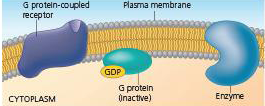 G protein-coupled
receptor
Plasma membrane
GDP
G protein
(inactive)
CYTOPLASM
Enzyme